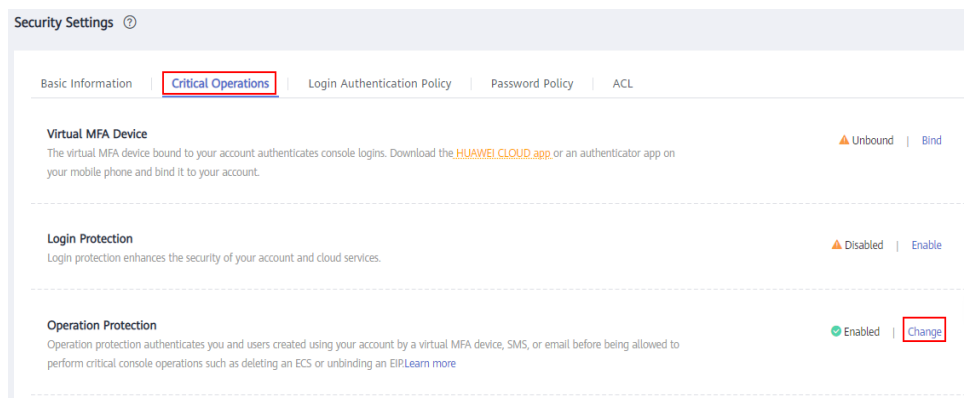 Security Settings ?
Basic Information | Critical Operations | Login Authentication Policy | Password Policy | ACL
Virtual MFA Device
The virtual MFA device bound to your account authenticates console logins. Download the HUAWEI CLOUD app or an authenticator app on
your mobile phone and bind it to your account.
Unbound | Bind
Login Protection
Login protection enhances the security of your account and cloud services.
Disabled | Enable
Operation Protection
Operation protection authenticates you and users created using your account by a virtual MFA device, SMS, or email before being allowed to
perform critical console operations such as deleting an ECS or unbinding an EIP.Learn more
Enabled | Change